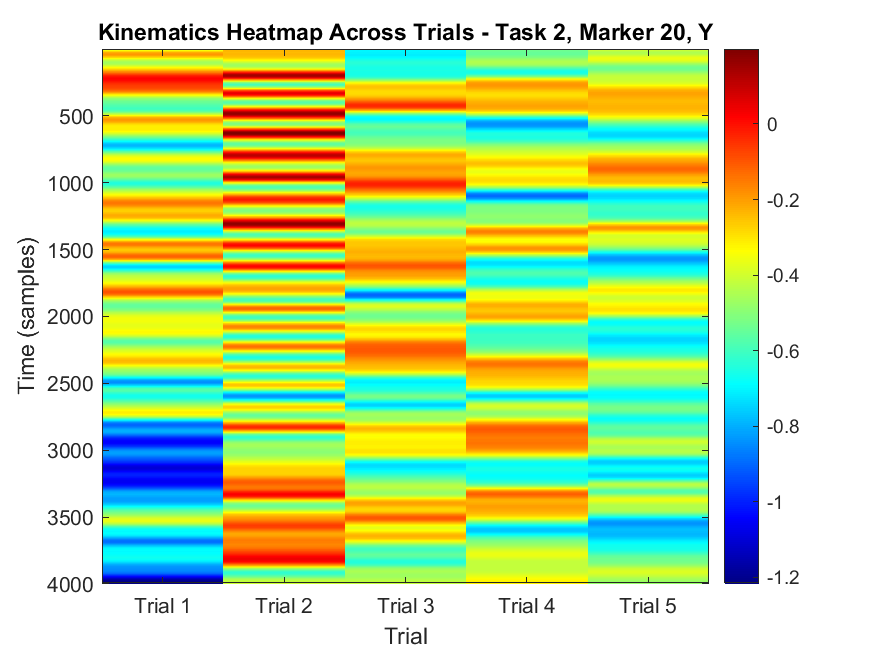 Kinematics Heatmap Across Trials - Task 2, Marker 20, Y
Time (samples)
500
1000
1500
2000
2500
3000
3500
4000
Trial 1
Trial 2
Trial 3
Trial 4
Trial 5
Trial
0
-0.2
-0.4
-0.6
-0.8
-1
-1.2